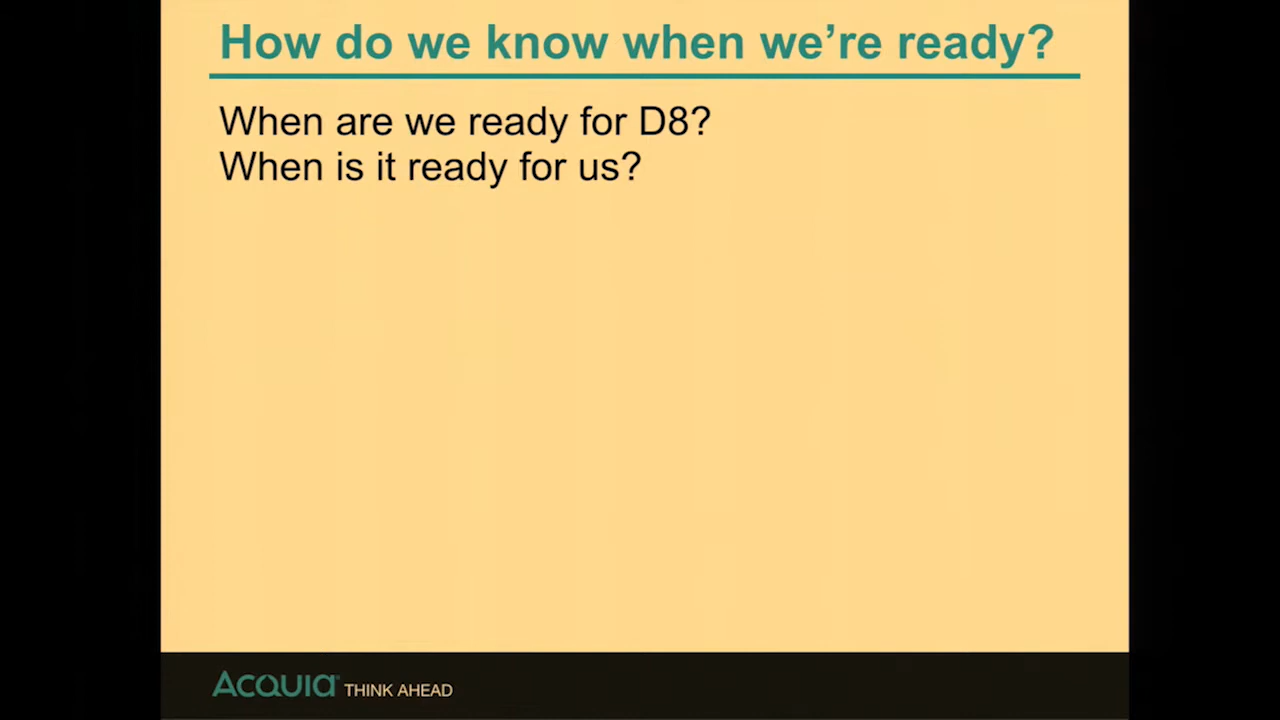 How do we know when we’re ready?
When are we ready for D8?
When is it ready for us?
Acquia THINK AHEAD